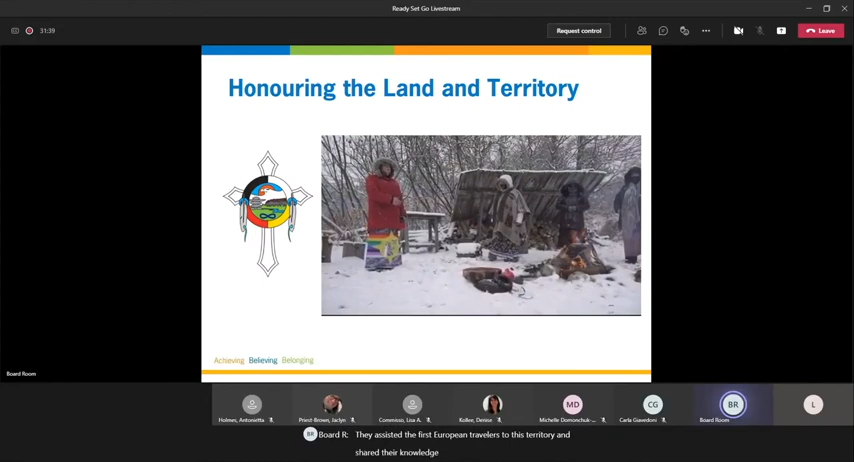 Ready Set Go Livestream
31:39
Request control
Leave
Honouring the Land and Territory
Achieving Believing Belonging
Board Room
MD
CG
BR
L
Holmes, Antonietta
Priest-Brown, Jaclyn
Commisso, Lisa A.
Kollee, Denise
Michelle Domonchuk-...
Carla Giavedoni
Board Room
BR Board R: They assisted the first European travelers to this territory and
shared their knowledge